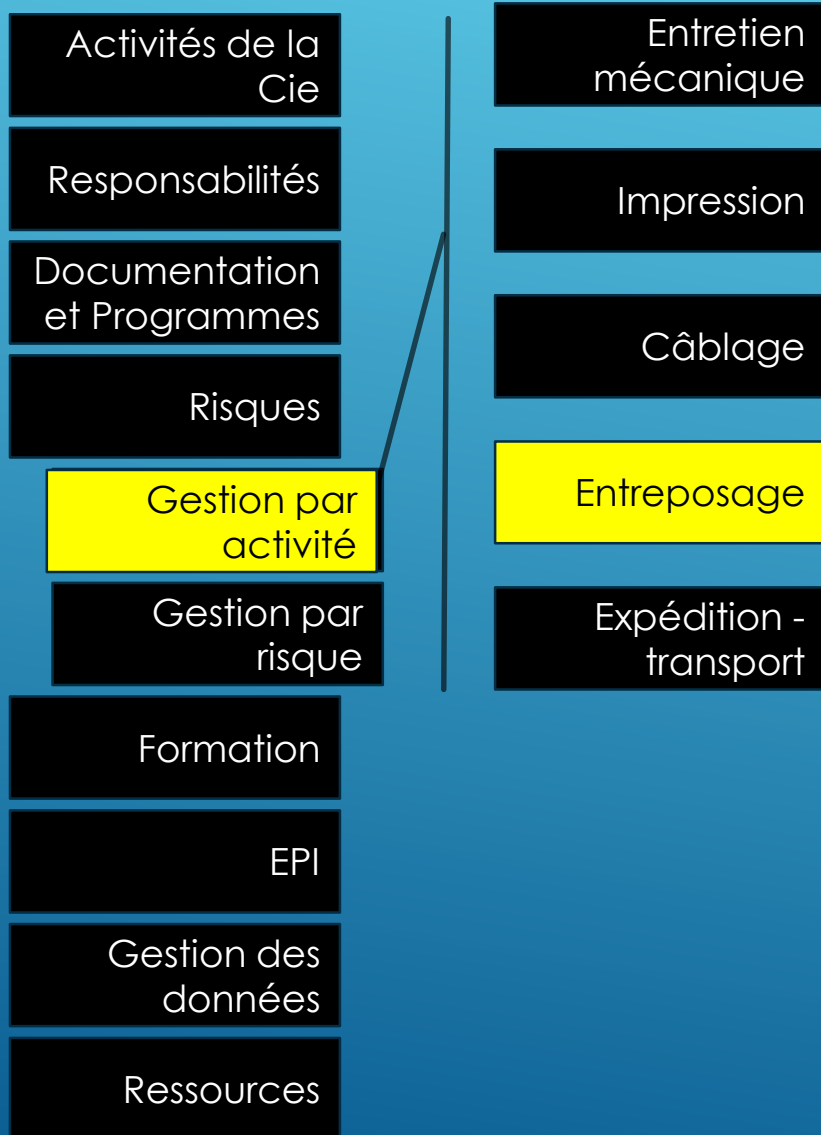 Activités de la
Cie
Responsabilités
Documentation
et Programmes
Risques
Gestion par
activité
Gestion par
risque
Formation
EPI
Gestion des
données
Ressources
Entretien
mécanique
Impression
Câblage
Entreposage
Expédition -
transport